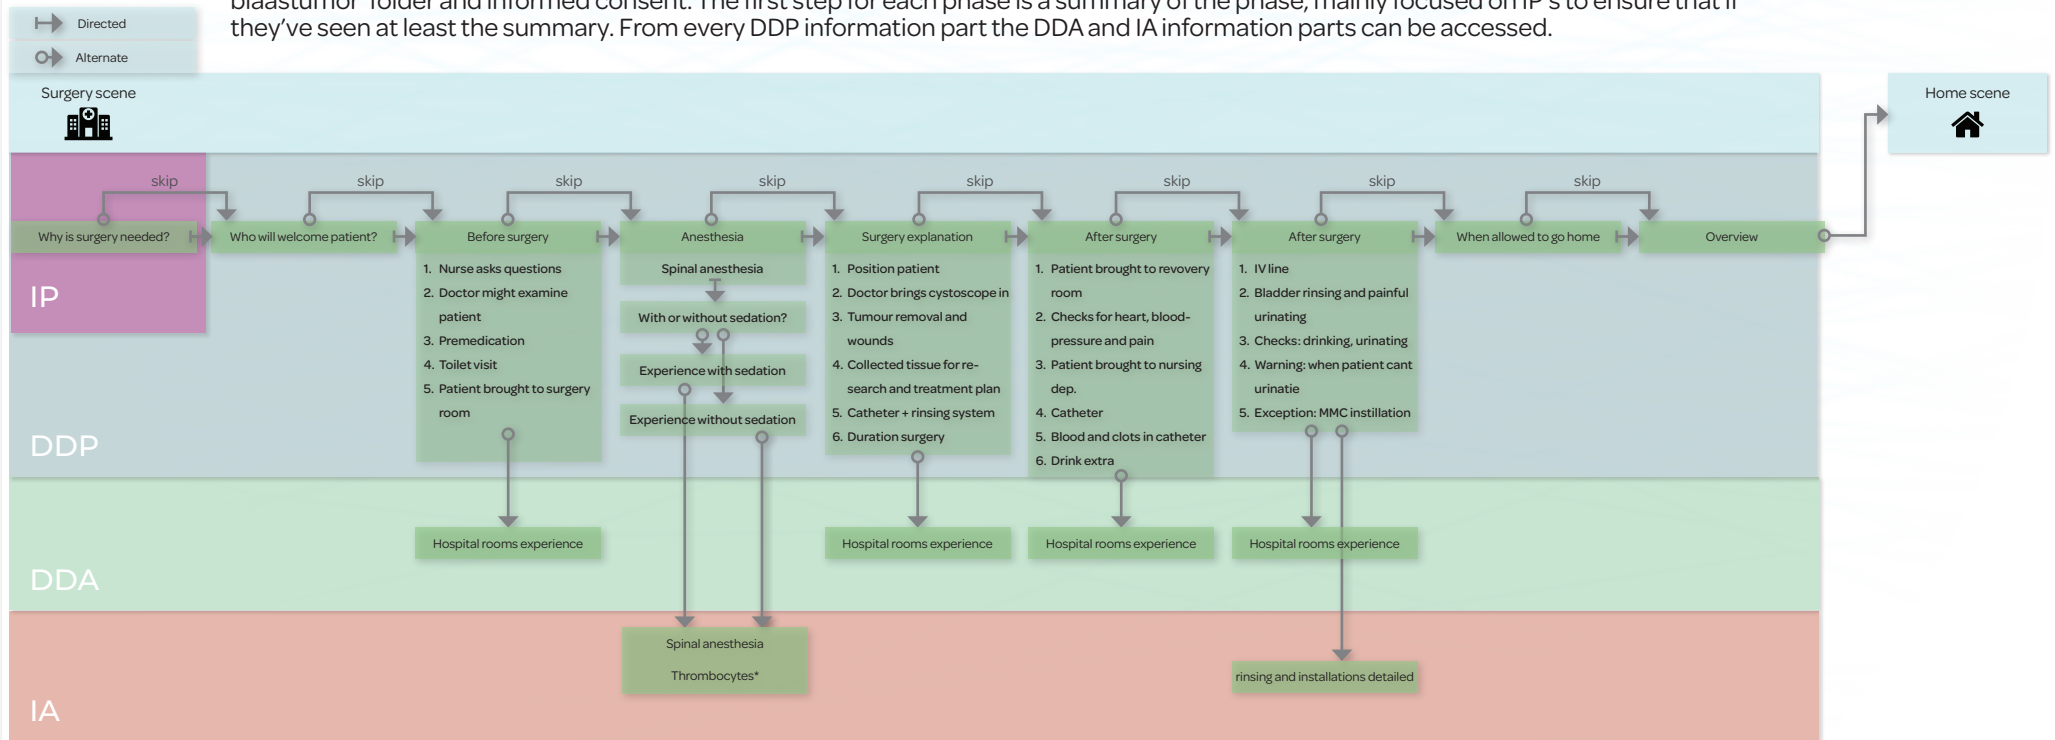 blaastumor' folder and informed consent. The first step for each phase is a summary of the phase, mainly focused on IP's to ensure that if
they've seen at least the summary. From every DDP information part the DDA and IA information parts can be accessed.
Directed
Alternate
Surgery scene
Home scene
skip
skip
skip
skip
skip
skip
skip
skip
Why is surgery needed?
Who will welcome patient?
Before surgery
Anesthesia
Surgery explanation
After surgery
After surgery
When allowed to go home
Overview
IP
1. Nurse asks questions
2. Doctor might examine
patient
3. Premedication
4. Toilet visit
5. Patient brought to surgery
room
Spinal anesthesia
With or without sedation?
Experience with sedation
Experience without sedation
1. Position patient
2. Doctor brings cystoscope in
3. Tumour removal and
wounds
4. Collected tissue for re-
search and treatment plan
5. Catheter + rinsing system
6. Duration surgery
1. Patient brought to revovery
room
2. Checks for heart, blood-
pressure and pain
3. Patient brought to nursing
dep.
4. Catheter
5. Blood and clots in catheter
6. Drink extra
1. IV line
2. Bladder rinsing and painful
urinating
3. Checks: drinking, urinating
4. Warning: when patient cant
urinatie
5. Exception: MMC instillation
DDP
Hospital rooms experience
Hospital rooms experience
Hospital rooms experience
Hospital rooms experience
DDA
Spinal anesthesia
Thrombocytes*
rinsing and installations detailed
IA